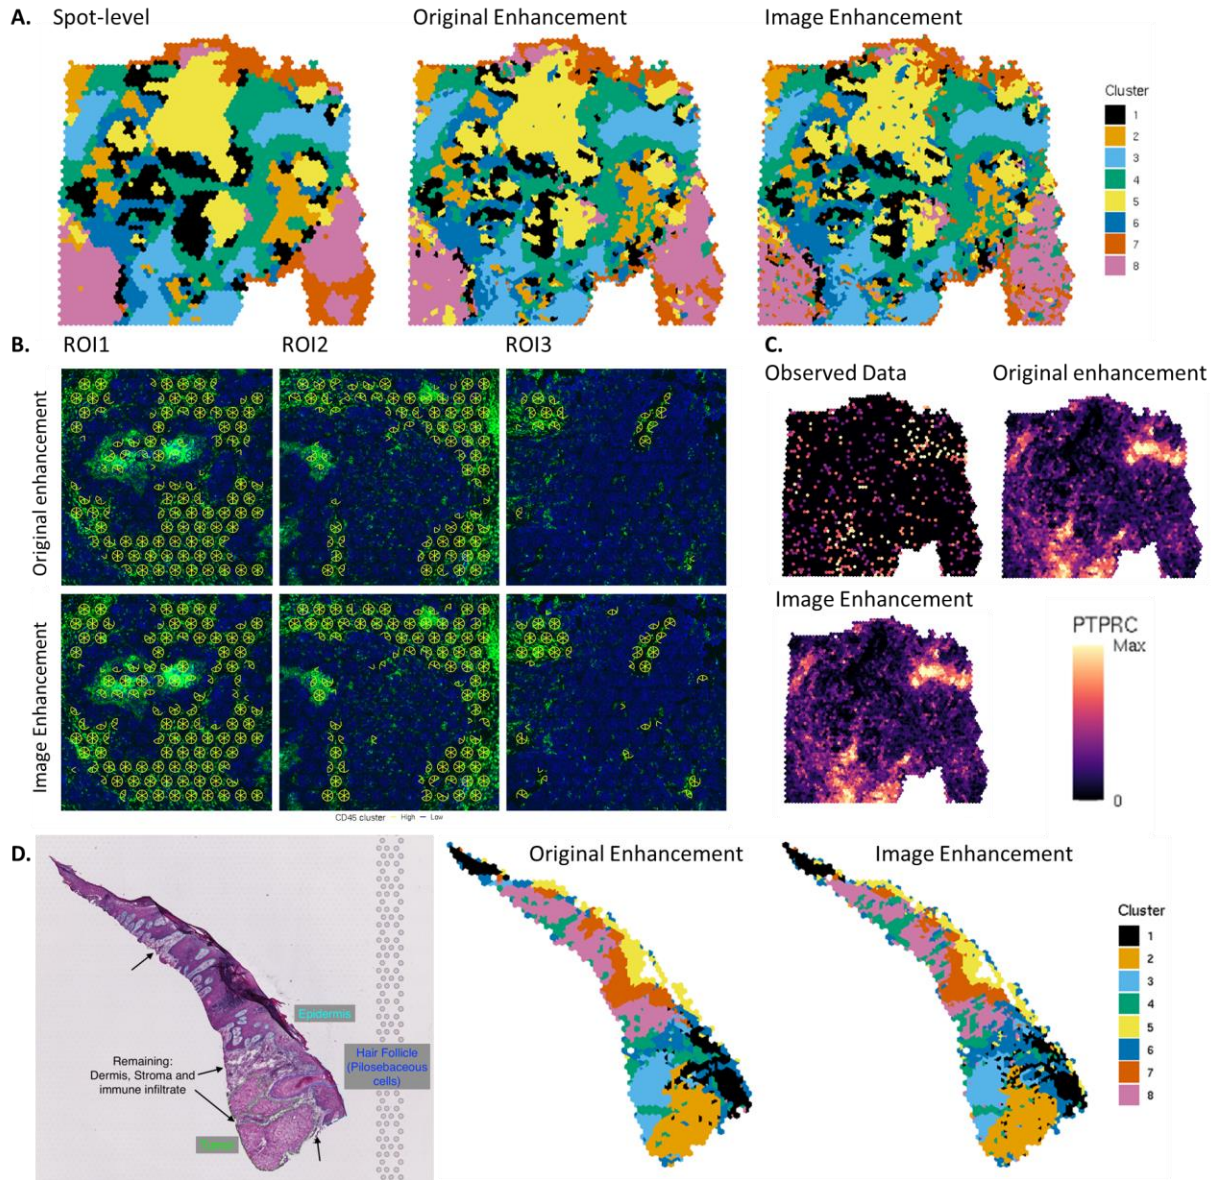 A. Spot-level Original Enhancement Image Enhancement
Cluster
1
2
3
4
5
6
7
8
B. ROI1 ROI2 ROI3
Original enhancement
Image Enhancement
CD45 cluster High Low
C.
Observed Data Original enhancement
Image Enhancement
PTPRC
Max
0
D. Original Enhancement Image Enhancement
Epidermis
Hair Follicle
(Pilosebaceous
cells)
Remaining:
Dermis, Stroma and
immune infiltrate
Cluster
1
2
3
4
5
6
7
8